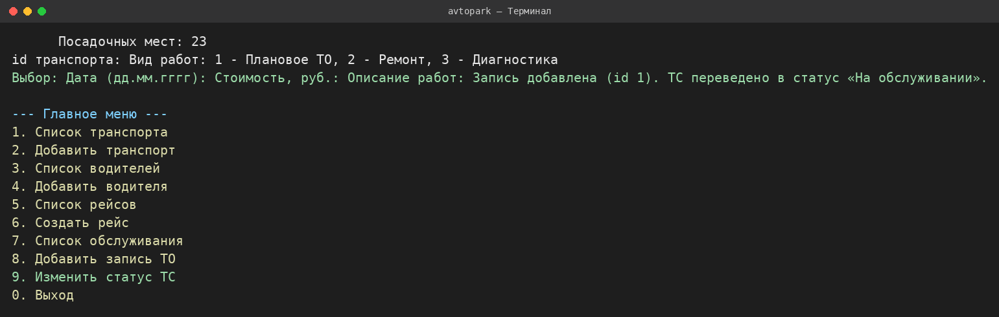 avtopark — Терминал
Посадочных мест: 23
id транспорта: Вид работ: 1 - Плановое ТО, 2 - Ремонт, 3 - Диагностика
Выбор: Дата (дд.мм.гггг): Стоимость, руб.: Описание работ: Запись добавлена (id 1). ТС переведено в статус «На обслуживании».
--- Главное меню ---
1. Список транспорта
2. Добавить транспорт
3. Список водителей
4. Добавить водителя
5. Список рейсов
6. Создать рейс
7. Список обслуживания
8. Добавить запись ТО
9. Изменить статус ТС
0. Выход